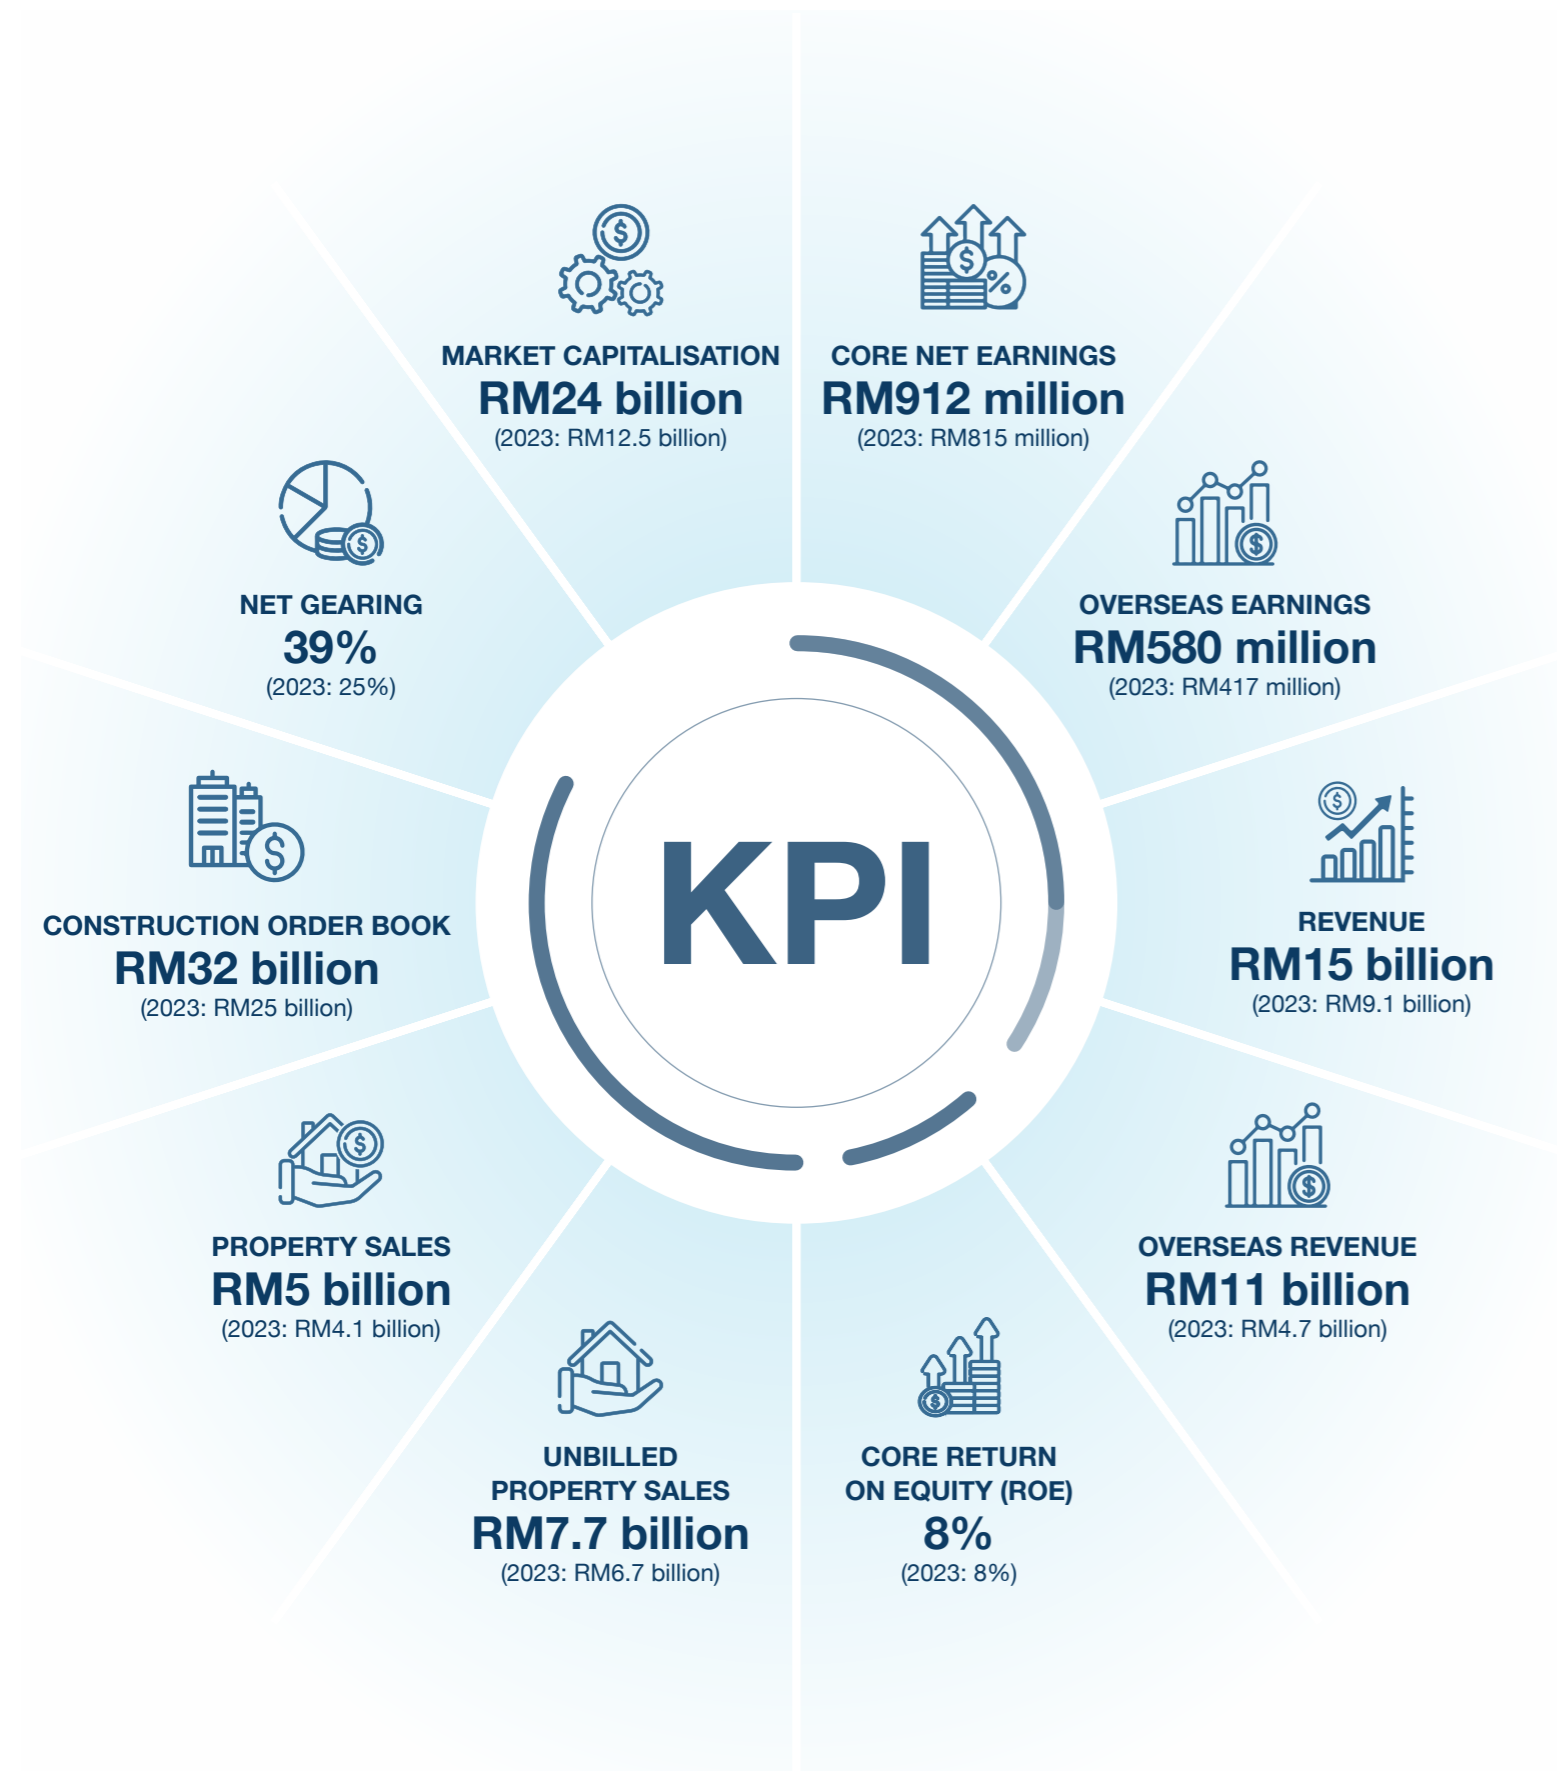 MARKET CAPITALISATION
RM24 billion
(2023: RM12.5 billion)
CORE NET EARNINGS
RM912 million
(2023: RM815 million)
OVERSEAS EARNINGS
RM580 million
(2023: RM417 million)
REVENUE
RM15 billion
(2023: RM9.1 billion)
OVERSEAS REVENUE
RM11 billion
(2023: RM4.7 billion)
CORE RETURN
ON EQUITY (ROE)
8%
(2023: 8%)
UNBILLED
PROPERTY SALES
RM7.7 billion
(2023: RM6.7 billion)
PROPERTY SALES
RM5 billion
(2023: RM4.1 billion)
CONSTRUCTION ORDER BOOK
RM32 billion
(2023: RM25 billion)
NET GEARING
39%
(2023: 25%)
KPI